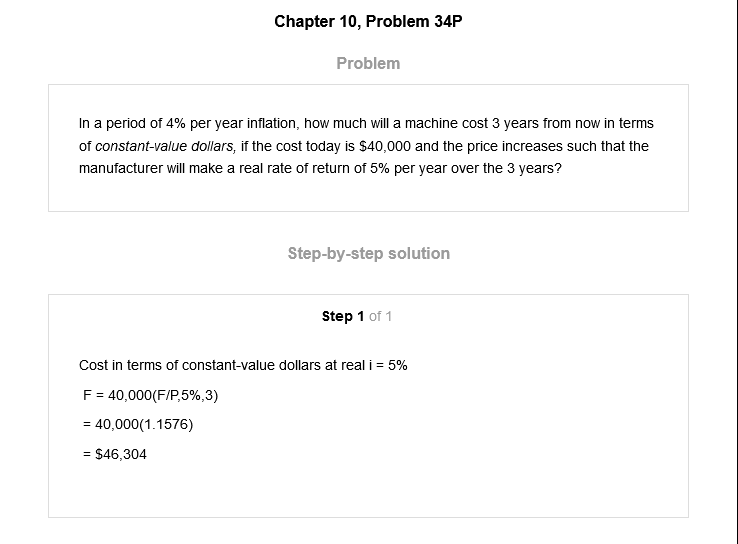 Chapter 10, Problem 34P
Problem
In a period of 4% per year inflation, how much will a machine cost 3 years from now in terms
of constant-value dollars, if the cost today is $40,000 and the price increases such that the
manufacturer will make a real rate of return of 5% per year over the 3 years?
Step-by-step solution
Step 1 of 1
Cost in terms of constant-value dollars at real i = 5%
F = 40,000(F/P,5%,3)
= 40,000(1.1576)
= $46,304